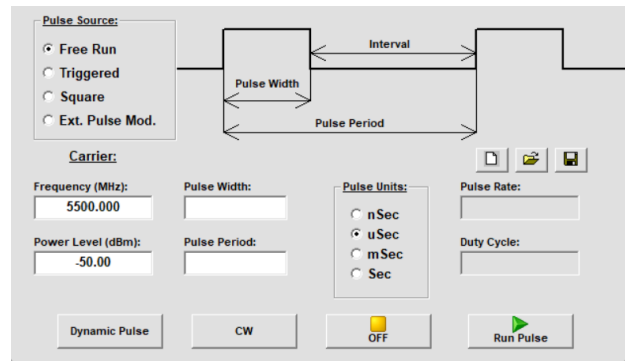 Pulse Source:
Free Run
Triggered
Square
Ext. Pulse Mod.
Interval
Pulse Width
Pulse Period
Carrier:
Frequency (MHz):
5500.000
Pulse Width:
Pulse Units:
nSec
uSec
mSec
Sec
Pulse Rate:
Power Level (dBm):
-50.00
Pulse Period:
Duty Cycle:
Dynamic Pulse
CW
OFF
Run Pulse